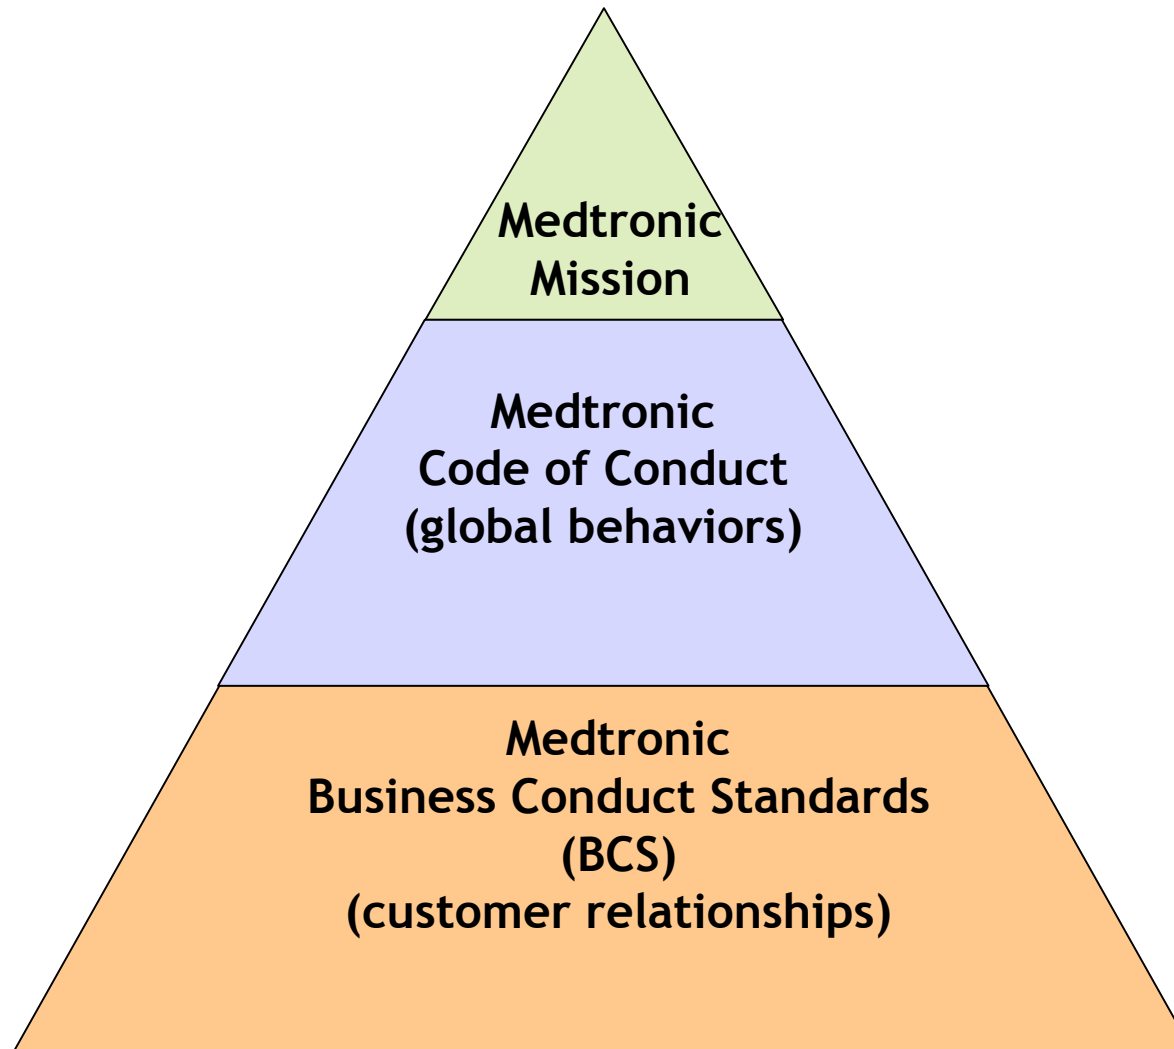 Medtronic
Mission
Medtronic
Code of Conduct
(global behaviors)
Medtronic
Business Conduct Standards
(BCS)
(customer relationships)